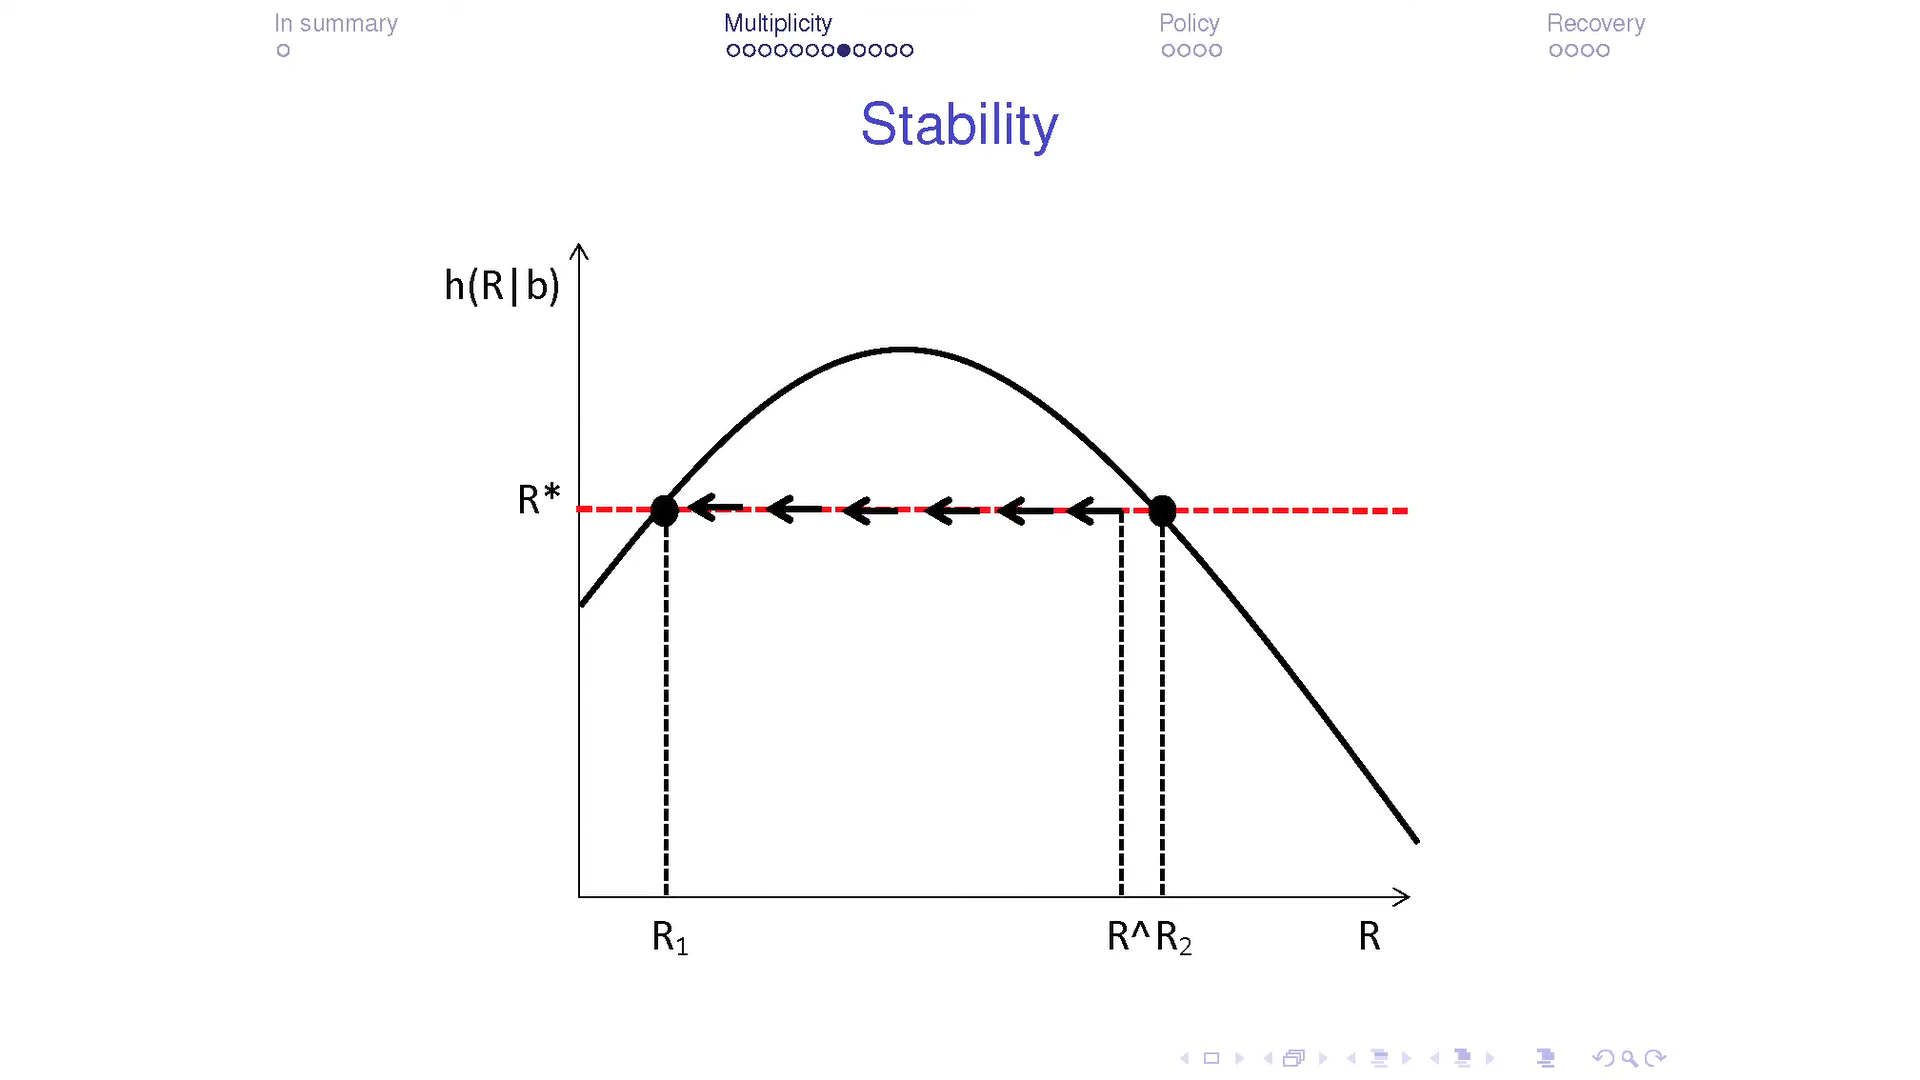 In summary Multiplicity Policy Recovery
Stability
h(R|b)
R*
R₁ R^ R₂ R